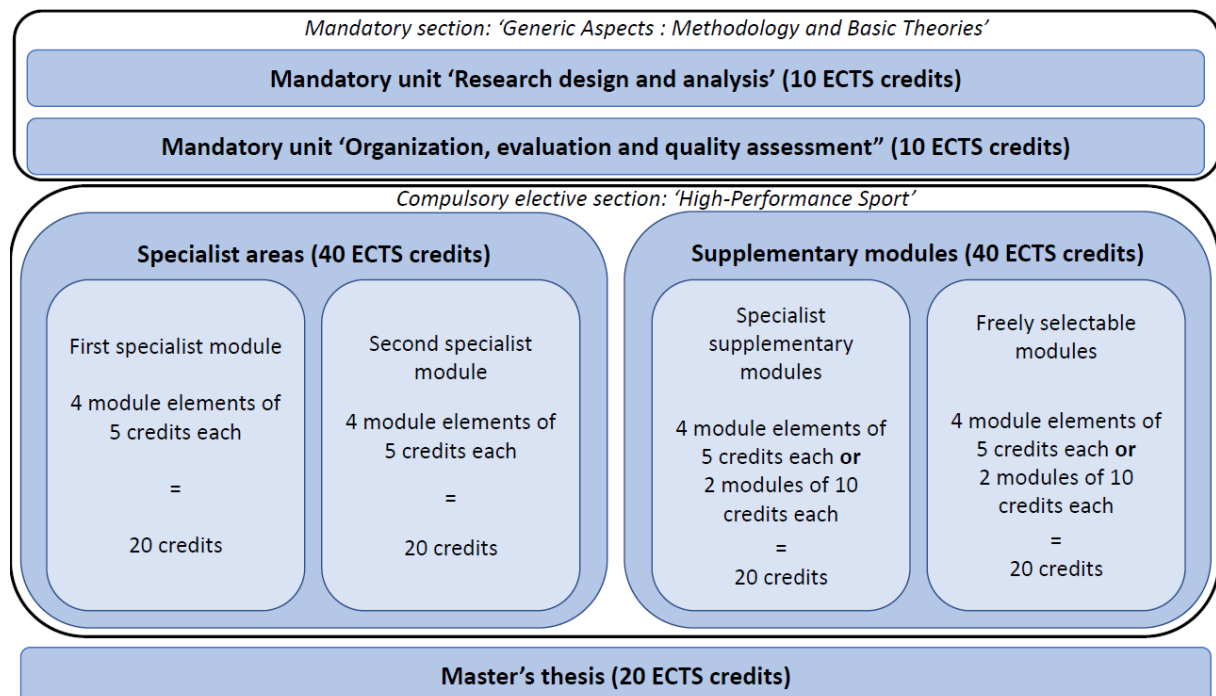 Mandatory section: ‘Generic Aspects : Methodology and Basic Theories’
Mandatory unit ‘Research design and analysis’ (10 ECTS credits)
Mandatory unit ‘Organization, evaluation and quality assessment” (10 ECTS credits)
Compulsory elective section: ‘High-Performance Sport’
Specialist areas (40 ECTS credits)
First specialist module
4 module elements of
5 credits each
=
20 credits
Second specialist
module
4 module elements of
5 credits each
=
20 credits
Supplementary modules (40 ECTS credits)
Specialist
supplementary
modules
4 module elements of
5 credits each or
2 modules of 10
credits each
=
20 credits
Freely selectable
modules
4 module elements of
5 credits each or
2 modules of 10
credits each
=
20 credits
Master’s thesis (20 ECTS credits)